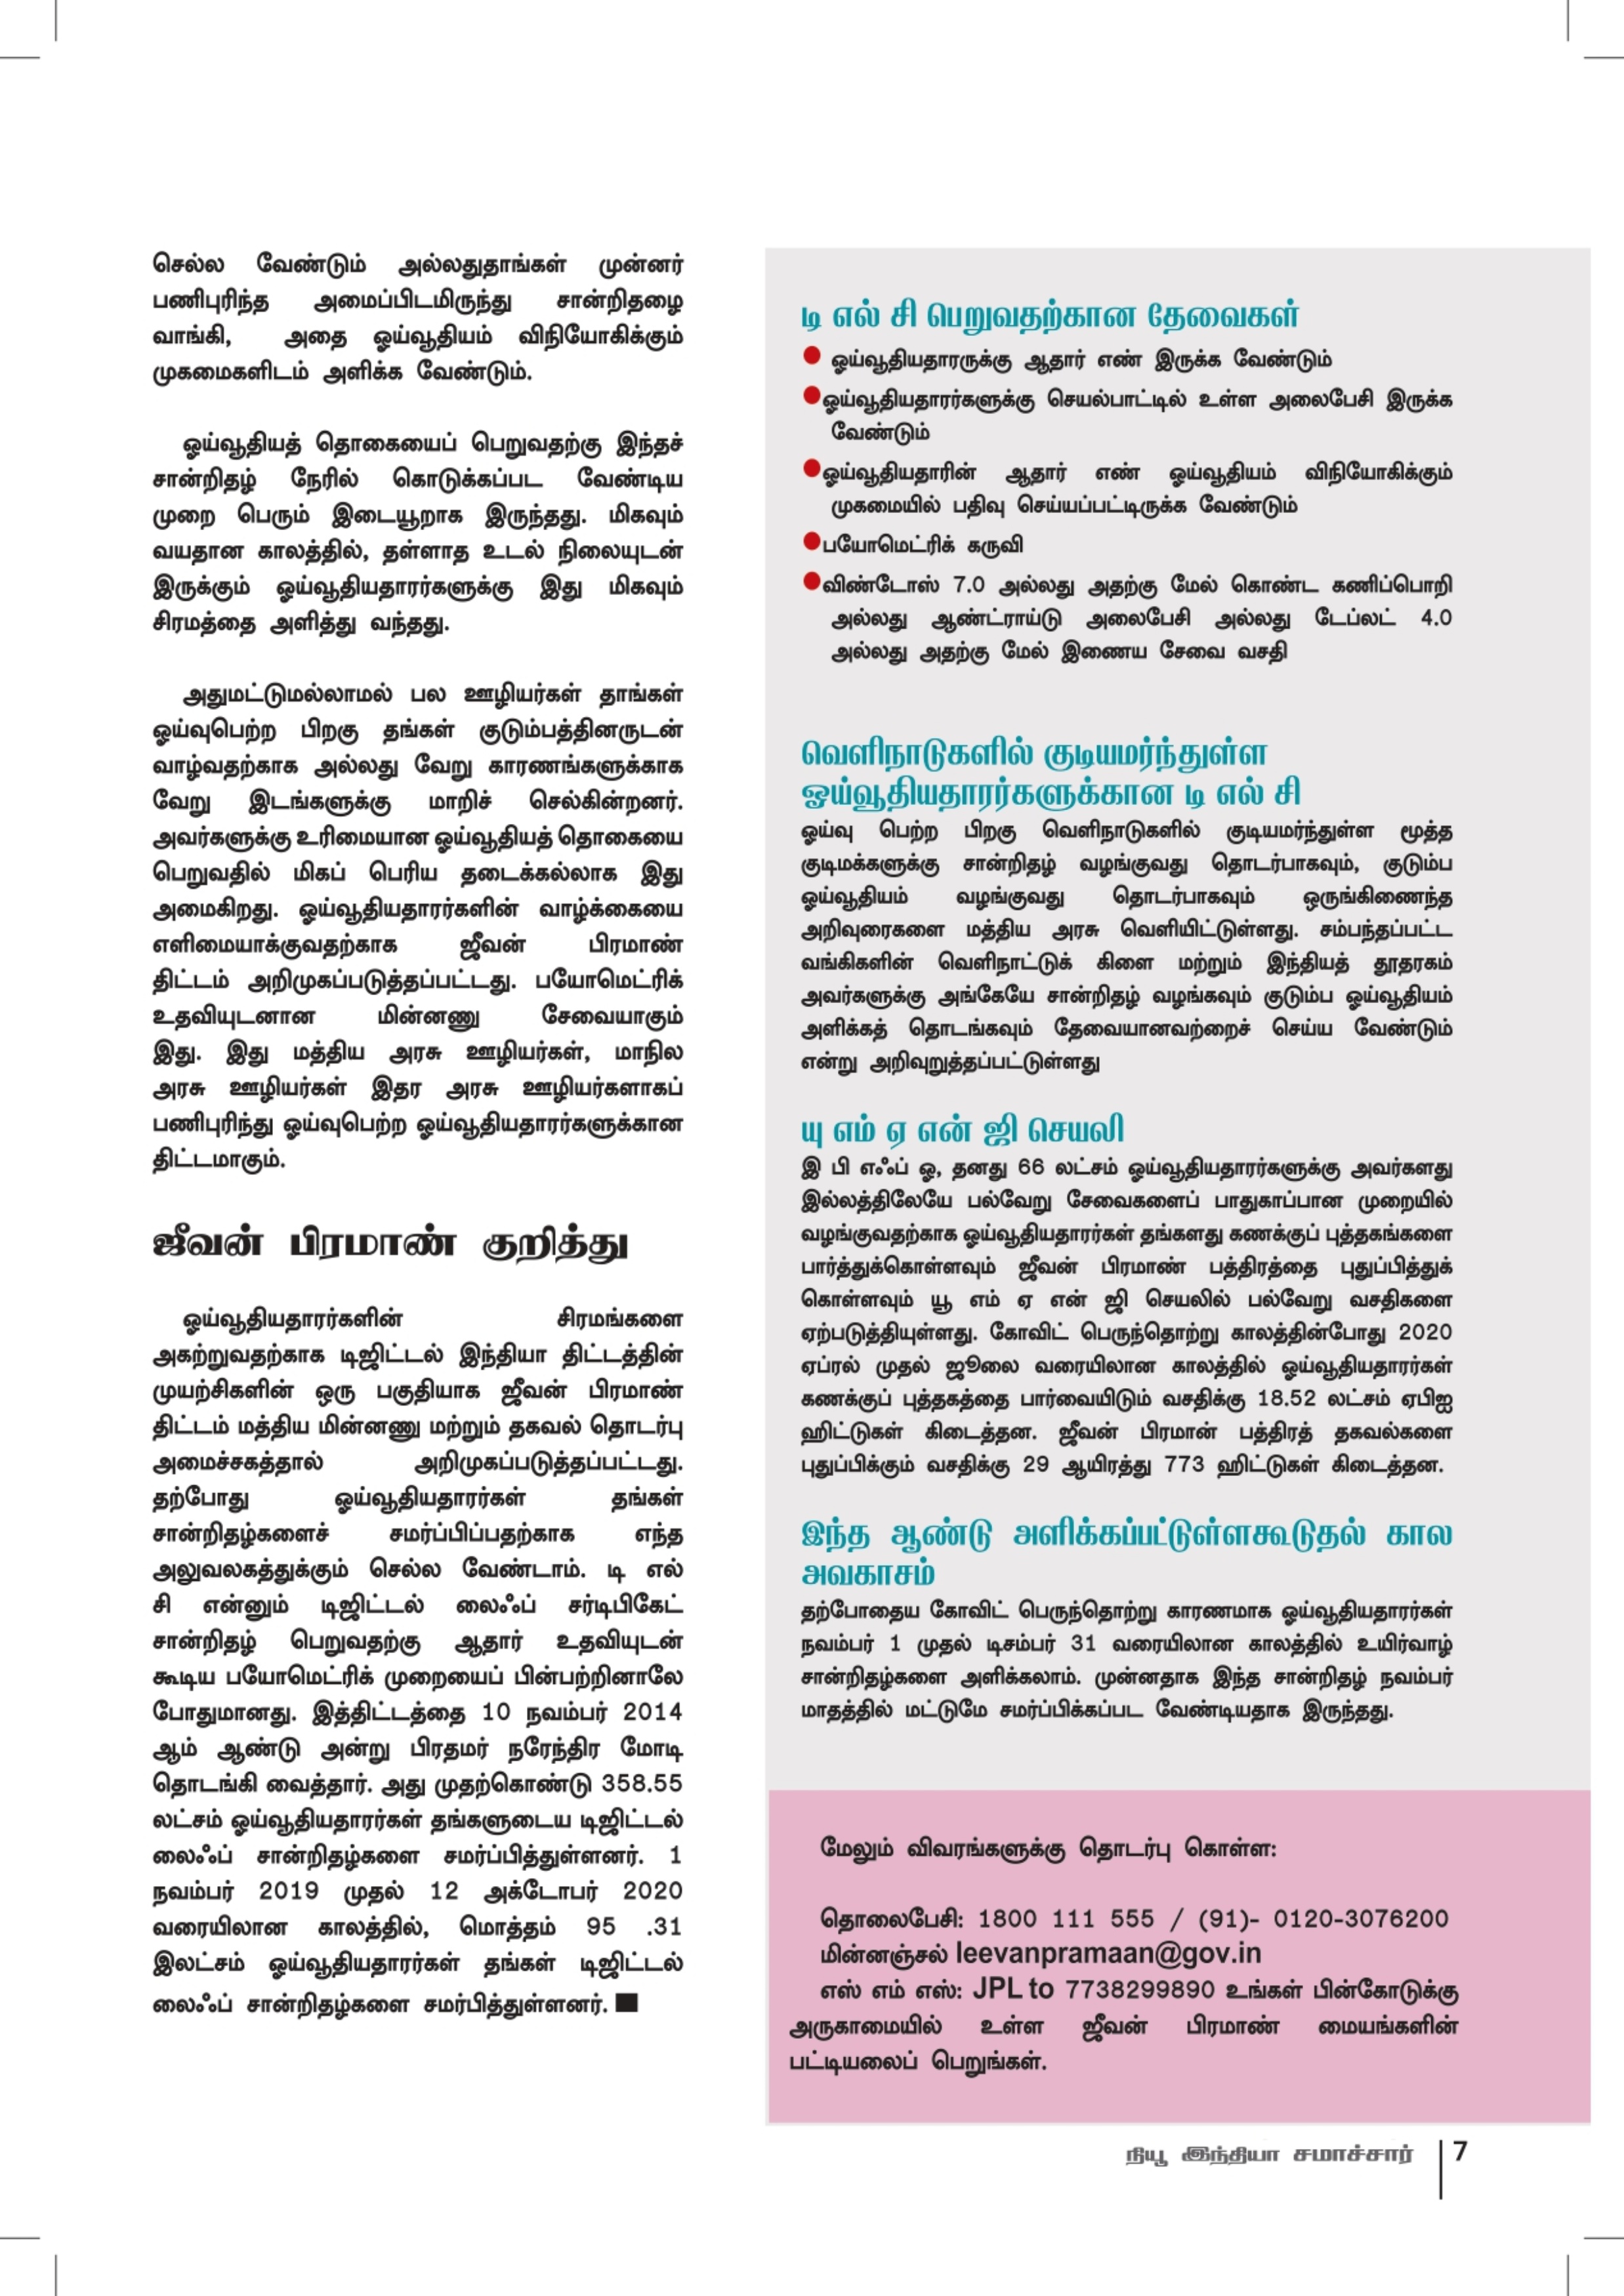 செல்ல வேண்டும் அல்லதுதாங்கள் முன்னர்
பணிபுரிந்த அமைப்பிடமிருந்து சான்றிதழை
வாங்கி, அதை ஓய்வூதியம் விநியோகிக்கும்
முகமைகளிடம் அளிக்க வேண்டும்.
ஓய்வூதியத் தொகையைப் பெறுவதற்கு இந்தச்
சான்றிதழ் நேரில் கொடுக்கப்பட வேண்டிய
முறை பெரும் இடையூறாக இருந்தது. மிகவும்
வயதான காலத்தில், தள்ளாத உடல் நிலையுடன்
இருக்கும் ஓய்வூதியதாரர்களுக்கு இது மிகவும்
சிரமத்தை அளித்து வந்தது.
அதுமட்டுமல்லாமல் பல ஊழியர்கள் தாங்கள்
ஓய்வுபெற்ற பிறகு தங்கள் குடும்பத்தினருடன்
வாழ்வதற்காக அல்லது வேறு காரணங்களுக்காக
வேறு இடங்களுக்கு மாறிச் செல்கின்றனர்.
அவர்களுக்கு உரிமையான ஓய்வூதியத் தொகையை
பெறுவதில் மிகப் பெரிய தடைக்கல்லாக இது
அமைகிறது. ஓய்வூதியதாரர்களின் வாழ்க்கையை
எளிமையாக்குவதற்காக ஜீவன் பிரமாண்
திட்டம் அறிமுகப்படுத்தப்பட்டது. பயோமெட்ரிக்
உதவியுடனான மின்னணு சேவையாகும்
இது. இது மத்திய அரசு ஊழியர்கள், மாநில
அரசு ஊழியர்கள் இதர அரசு ஊழியர்களாகப்
பணிபுரிந்து ஓய்வுபெற்ற ஓய்வூதியதாரர்களுக்கான
திட்டமாகும்.
ஜீவன் பிரமாண் குறித்து
ஓய்வூதியதாரர்களின் சிரமங்களை
அகற்றுவதற்காக டிஜிட்டல் இந்தியா திட்டத்தின்
முயற்சிகளின் ஒரு பகுதியாக ஜீவன் பிரமாண்
திட்டம் மத்திய மின்னணு மற்றும் தகவல் தொடர்பு
அமைச்சகத்தால் அறிமுகப்படுத்தப்பட்டது.
தற்போது ஓய்வூதியதாரர்கள் தங்கள்
சான்றிதழ்களைச் சமர்ப்பிப்பதற்காக எந்த
அலுவலகத்துக்கும் செல்ல வேண்டாம். டி எல்
சி என்னும் டிஜிட்டல் லைஃப் சர்டிபிகேட்
சான்றிதழ் பெறுவதற்கு ஆதார் உதவியுடன்
கூடிய பயோமெட்ரிக் முறையைப் பின்பற்றினாலே
போதுமானது. இத்திட்டத்தை 10 நவம்பர் 2014
ஆம் ஆண்டு அன்று பிரதமர் நரேந்திர மோடி
தொடங்கி வைத்தார். அது முதற்கொண்டு 358.55
லட்சம் ஓய்வூதியதாரர்கள் தங்களுடைய டிஜிட்டல்
லைஃப் சான்றிதழ்களை சமர்ப்பித்துள்ளனர். 1
நவம்பர் 2019 முதல் 12 அக்டோபர் 2020
வரையிலான காலத்தில், மொத்தம் 95 .31
இலட்சம் ஓய்வூதியதாரர்கள் தங்கள் டிஜிட்டல்
லைஃப் சான்றிதழ்களை சமர்பித்துள்ளனர்.
டி எல் சி பெறுவதற்கான தேவைகள்
● ஓய்வூதியதாரருக்கு ஆதார் எண் இருக்க வேண்டும்
●ஓய்வூதியதாரர்களுக்கு செயல்பாட்டில் உள்ள அலைபேசி இருக்க
வேண்டும்
●ஓய்வூதியதாரின் ஆதார் எண் ஓய்வூதியம் விநியோகிக்கும்
முகமையில் பதிவு செய்யப்பட்டிருக்க வேண்டும்
●பயோமெட்ரிக் கருவி
●விண்டோஸ் 7.0 அல்லது அதற்கு மேல் கொண்ட கணிப்பொறி
அல்லது ஆண்ட்ராய்டு அலைபேசி அல்லது டேப்லட் 4.0
அல்லது அதற்கு மேல் இணைய சேவை வசதி
வெளிநாடுகளில் குடியமர்ந்துள்ள
ஓய்வூதியதாரர்களுக்கான டி எல் சி
ஓய்வு பெற்ற பிறகு வெளிநாடுகளில் குடியமர்ந்துள்ள மூத்த
குடிமக்களுக்கு சான்றிதழ் வழங்குவது தொடர்பாகவும், குடும்ப
ஓய்வூதியம் வழங்குவது தொடர்பாகவும் ஒருங்கிணைந்த
அறிவுரைகளை மத்திய அரசு வெளியிட்டுள்ளது. சம்பந்தப்பட்ட
வங்கிகளின் வெளிநாட்டுக் கிளை மற்றும் இந்தியத் தூதரகம்
அவர்களுக்கு அங்கேயே சான்றிதழ் வழங்கவும் குடும்ப ஓய்வூதியம்
அளிக்கத் தொடங்கவும் தேவையானவற்றைச் செய்ய வேண்டும்
என்று அறிவுறுத்தப்பட்டுள்ளது
யு எம் ஏ என் ஜி செயலி
இ பி எஃப் ஓ, தனது 66 லட்சம் ஓய்வூதியதாரர்களுக்கு அவர்களது
இல்லத்திலேயே பல்வேறு சேவைகளைப் பாதுகாப்பான முறையில்
வழங்குவதற்காக ஓய்வூதியதாரர்கள் தங்களது கணக்குப் புத்தகங்களை
பார்த்துக்கொள்ளவும் ஜீவன் பிரமாண் பத்திரத்தை புதுப்பித்துக்
கொள்ளவும் யூ எம் ஏ என் ஜி செயலில் பல்வேறு வசதிகளை
ஏற்படுத்தியுள்ளது. கோவிட் பெருந்தொற்று காலத்தின்போது 2020
ஏப்ரல் முதல் ஜூலை வரையிலான காலத்தில் ஓய்வூதியதாரர்கள்
கணக்குப் புத்தகத்தை பார்வையிடும் வசதிக்கு 18.52 லட்சம் ஏபிஐ
ஹிட்டுகள் கிடைத்தன. ஜீவன் பிரமான் பத்திரத் தகவல்களை
புதுப்பிக்கும் வசதிக்கு 29 ஆயிரத்து 773 ஹிட்டுகள் கிடைத்தன.
இந்த ஆண்டு அளிக்கப்பட்டுள்ளகூடுதல் கால
அவகாசம்
தற்போதைய கோவிட் பெருந்தொற்று காரணமாக ஓய்வூதியதாரர்கள்
நவம்பர் 1 முதல் டிசம்பர் 31 வரையிலான காலத்தில் உயிர்வாழ்
சான்றிதழ்களை அளிக்கலாம். முன்னதாக இந்த சான்றிதழ் நவம்பர்
மாதத்தில் மட்டுமே சமர்ப்பிக்கப்பட வேண்டியதாக இருந்தது.
மேலும் விவரங்களுக்கு தொடர்பு கொள்ள:
தொலைபேசி: 1800 111 555 / (91)- 0120-3076200
மின்னஞ்சல் leevanpramaan@gov.in
எஸ் எம் எஸ்: JPL to 7738299890 உங்கள் பின்கோடுக்கு
அருகாமையில் உள்ள ஜீவன் பிரமாண் மையங்களின்
பட்டியலைப் பெறுங்கள்.
நியூ இந்தியா சமாச்சார் 7